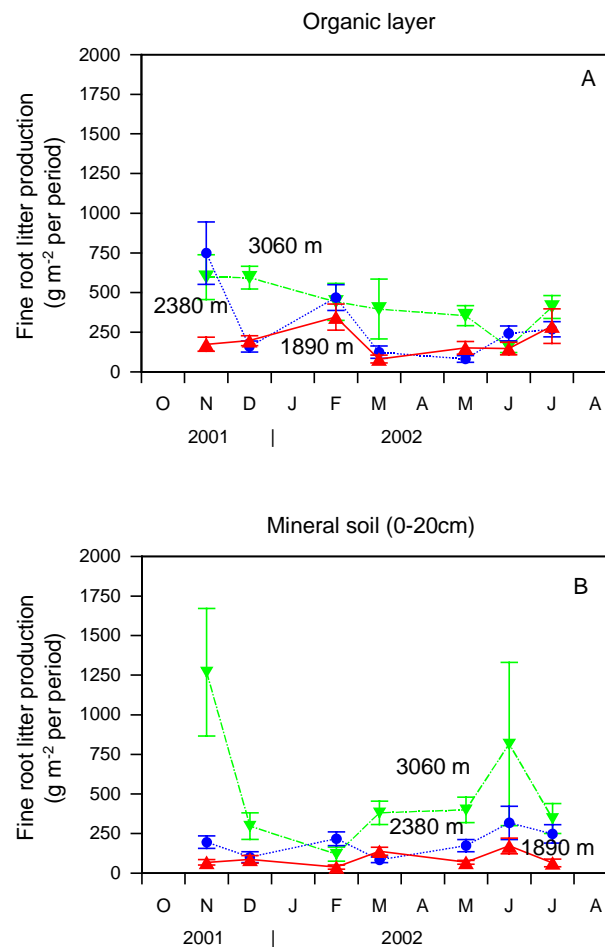 Organic layer
A
Fine root litter production
(g m-2 per period)
2000
1750
1500
1250
1000
750
500
250
0
3060 m
2380 m
1890 m
O N D J F M A M J J A
2001 | 2002
Mineral soil (0-20cm)
B
Fine root litter production
(g m-2 per period)
2000
1750
1500
1250
1000
750
500
250
0
3060 m
2380 m
1890 m
O N D J F M A M J J A
2001 | 2002